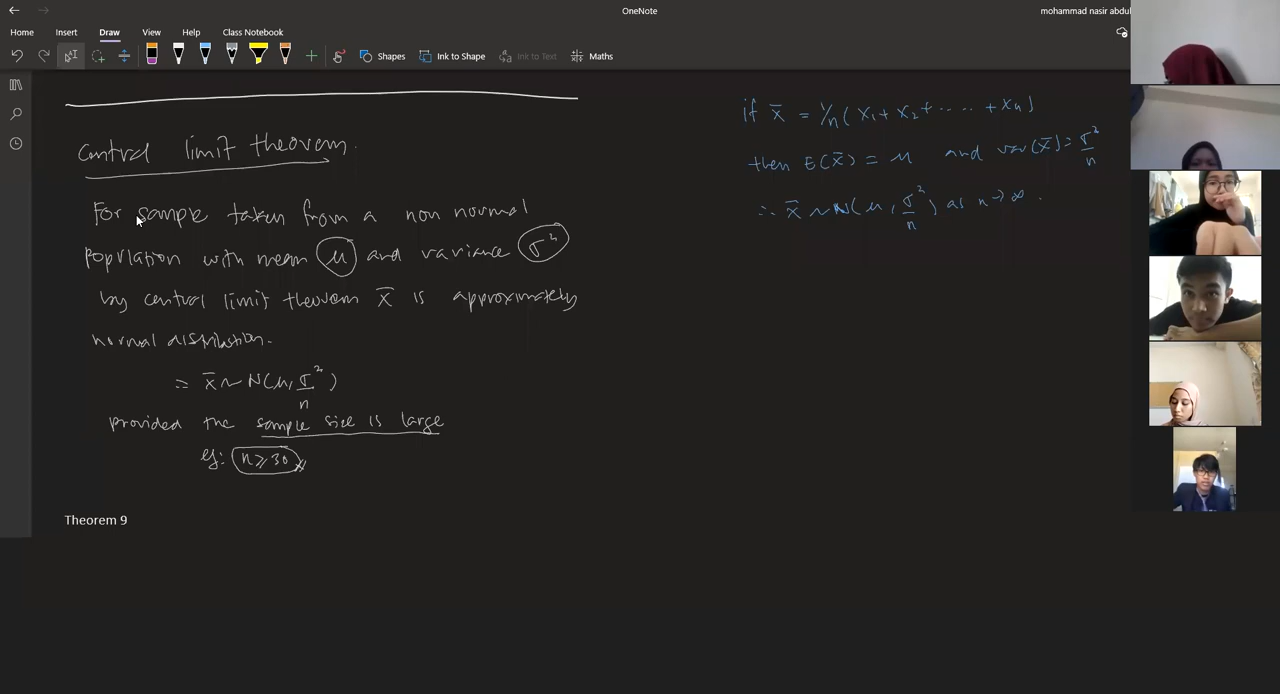 OneNote
mohammad nasir abdul
Home Insert Draw View Help Class Notebook
Shapes Ink to Shape Ink to Text Maths
Central limit theorem.
For sample taken from a non normal
population with mean μ and variance σ²
by central limit theorem x̄ is approximately
normal distribution.
= x̄ ~ N(μ, σ²/n)
provided the sample size is large
eg: n ≥ 30
Theorem 9
if x̄ = 1/n (x₁ + x₂ + ..... + xₙ)
then E(x̄) = μ and var(x̄) = σ²/n
∴ x̄ ~ N(μ, σ²/n) as n → ∞.